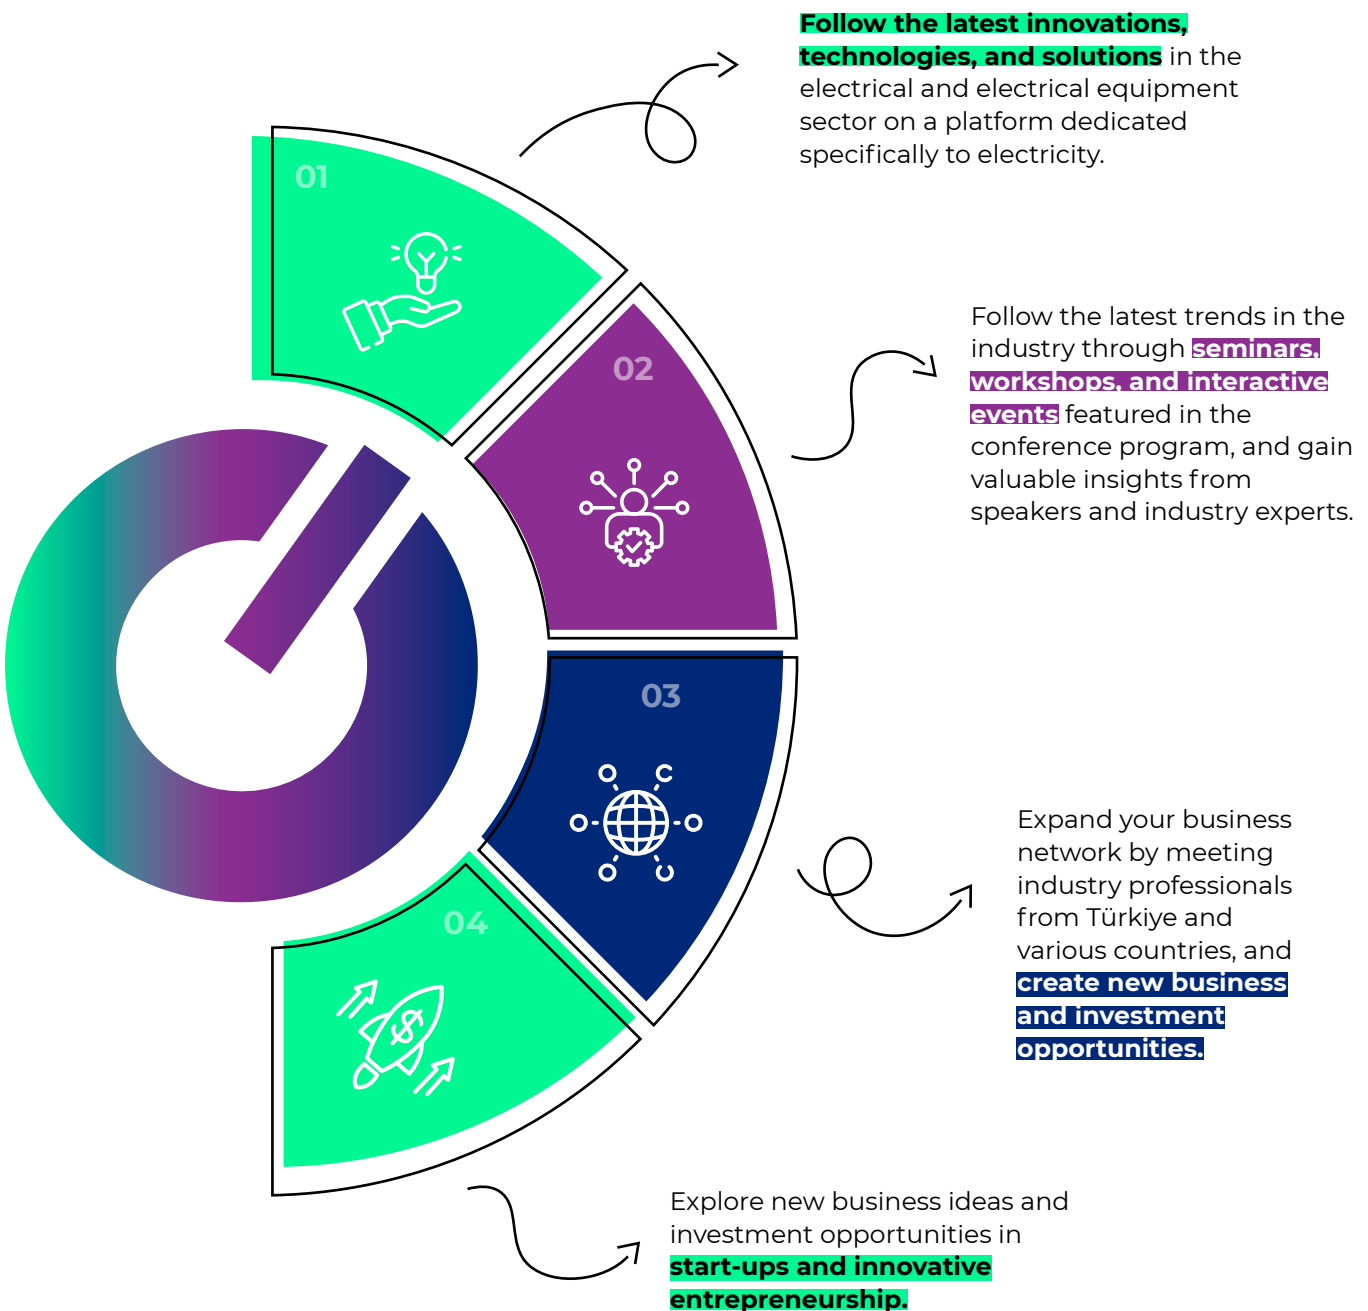 Follow the latest innovations,
technologies, and solutions in the
electrical and electrical equipment
sector on a platform dedicated
specifically to electricity.
01
02
Follow the latest trends in the
industry through seminars,
workshops, and interactive
events featured in the
conference program, and gain
valuable insights from
speakers and industry experts.
03
Expand your business
network by meeting
industry professionals
from Türkiye and
various countries, and
create new business
and investment
opportunities.
04
$
Explore new business ideas and
investment opportunities in
start-ups and innovative
entrepreneurship.